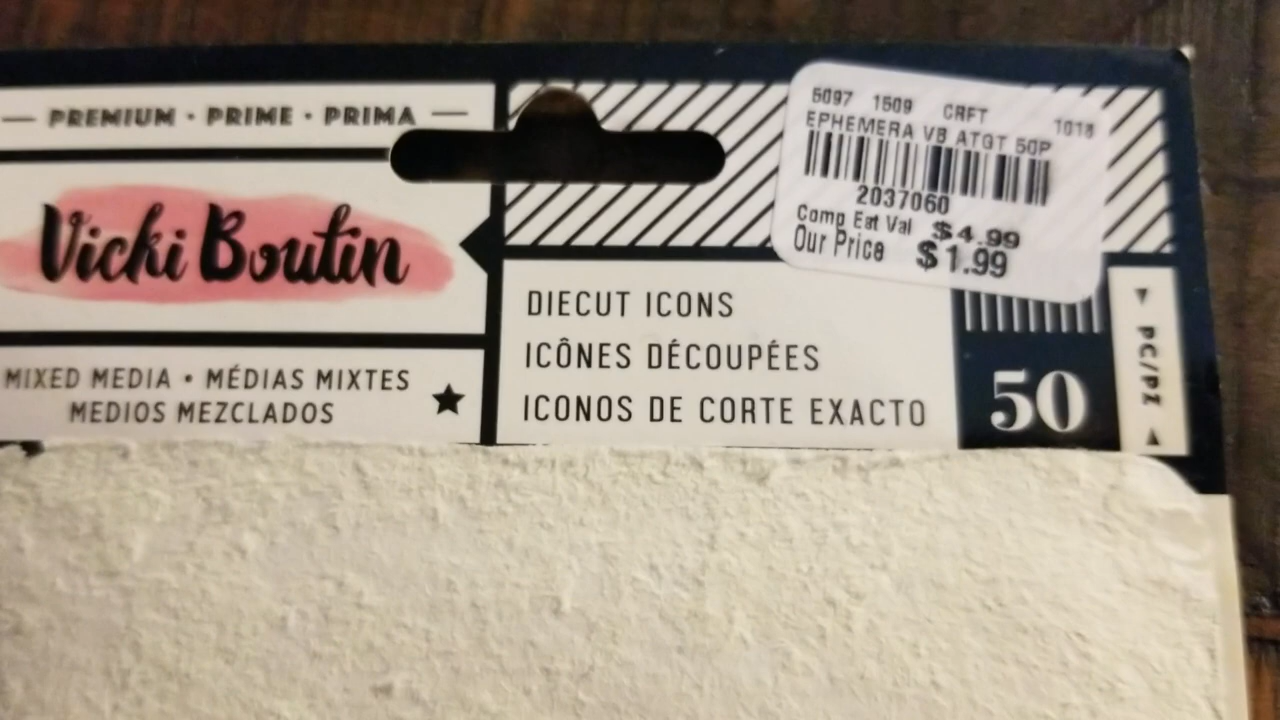 PREMIUM • PRIME • PRIMA
Vicki Boutin
MIXED MEDIA • MÉDIAS MIXTES
MEDIOS MEZCLADOS
5097 1509 CRFT 1018
EPHEMERA VB ATGT 50P
2037060
Comp Est Val $4.99
Our Price $1.99
DIECUT ICONS
ICÔNES DÉCOUPÉES
ICONOS DE CORTE EXACTO
50
PC/PZ